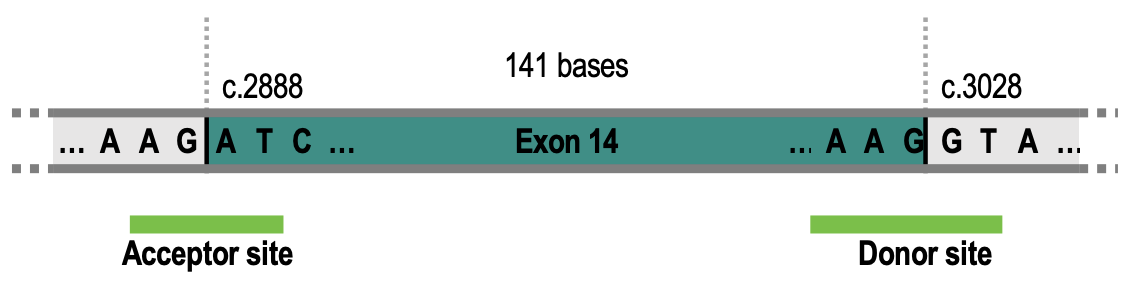 141 bases
c.2888 c.3028
... A A G A T C ... Exon 14 ... A A G G T A ...
Acceptor site Donor site